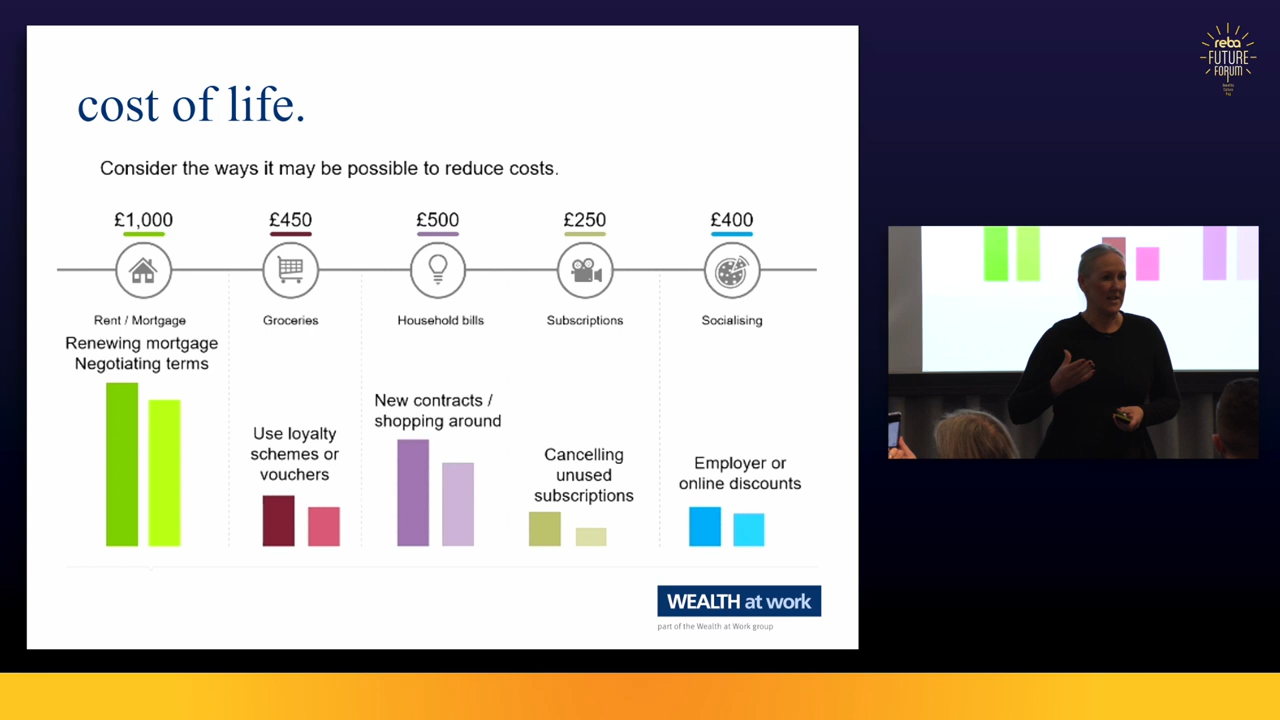 cost of life.
Consider the ways it may be possible to reduce costs.
£1,000
£450
£500
£250
£400
Rent / Mortgage
Groceries
Household bills
Subscriptions
Socialising
Renewing mortgage
Negotiating terms
Use loyalty
schemes or
vouchers
New contracts /
shopping around
Cancelling
unused
subscriptions
Employer or
online discounts
WEALTH at work
part of the Wealth at Work group
reba
FUTURE
FORUM